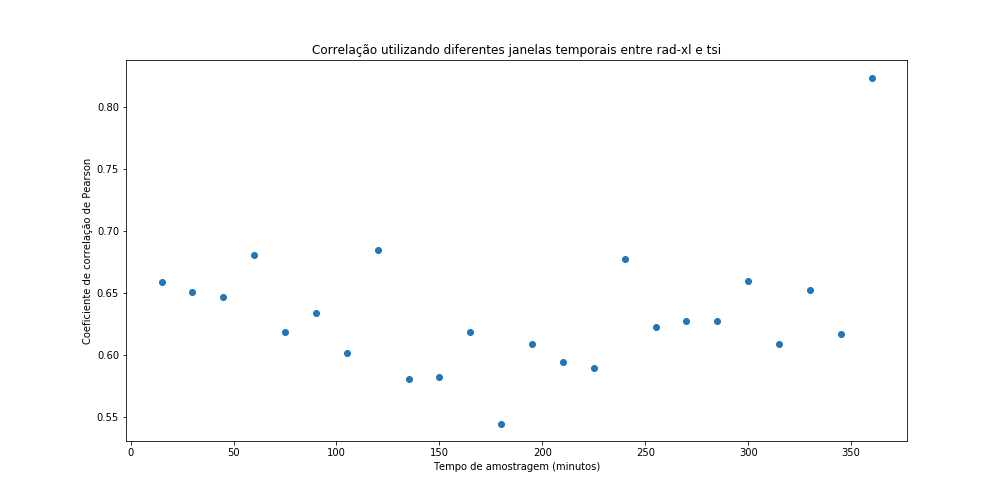 Correlação utilizando diferentes janelas temporais entre rad-xl e tsi
Coeficiente de correlação de Pearson
0.80
0.75
0.70
0.65
0.60
0.55
0 50 100 150 200 250 300 350
Tempo de amostragem (minutos)